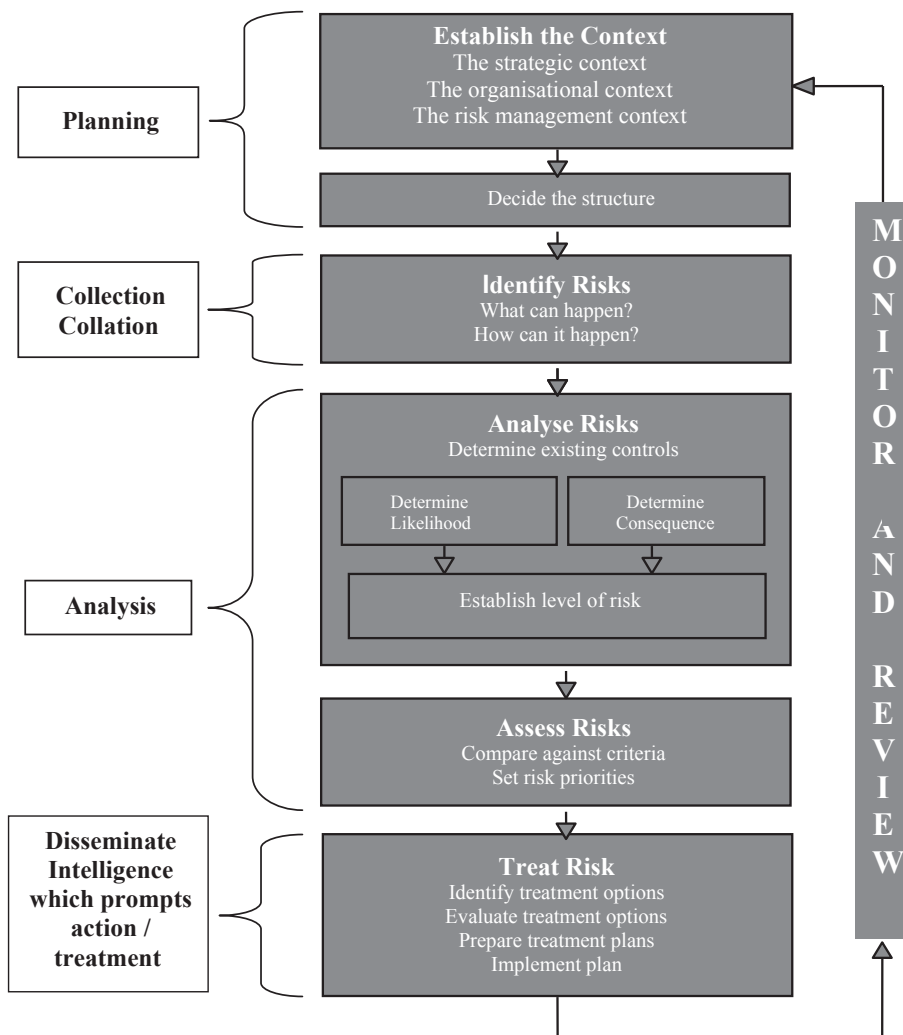 Establish the Context
The strategic context
The organisational context
The risk management context
Planning
Decide the structure
Collection
Collation
Identify Risks
What can happen?
How can it happen?
Analyse Risks
Determine existing controls
Determine
Likelihood
Determine
Consequence
Analysis
Establish level of risk
Assess Risks
Compare against criteria
Set risk priorities
Disseminate
Intelligence
which prompts
action /
treatment
Treat Risk
Identify treatment options
Evaluate treatment options
Prepare treatment plans
Implement plan
MONITOR AND REVIEW